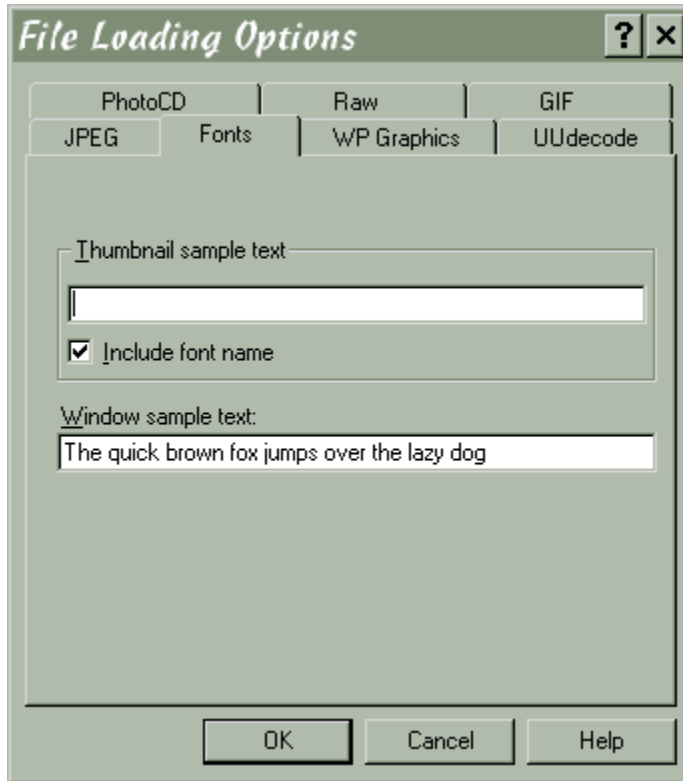 File Loading Options
PhotoCD Raw GIF
JPEG Fonts WP Graphics UUdecode
Thumbnail sample text
Include font name
Window sample text:
The quick brown fox jumps over the lazy dog
OK Cancel Help